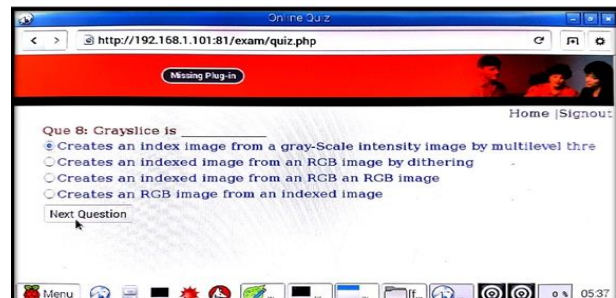 Online Quiz
http://192.168.1.101:81/exam/quiz.php
Missing Plug-in
Home |Signout
Que 8: Grayslice is __________
Creates an index image from a gray-Scale intensity image by multilevel thre
Creates an indexed image from an RGB image by dithering
Creates an indexed image from an RGB an RGB image
Creates an RGB image from an indexed image
Next Question
Menu
0 %
05:37